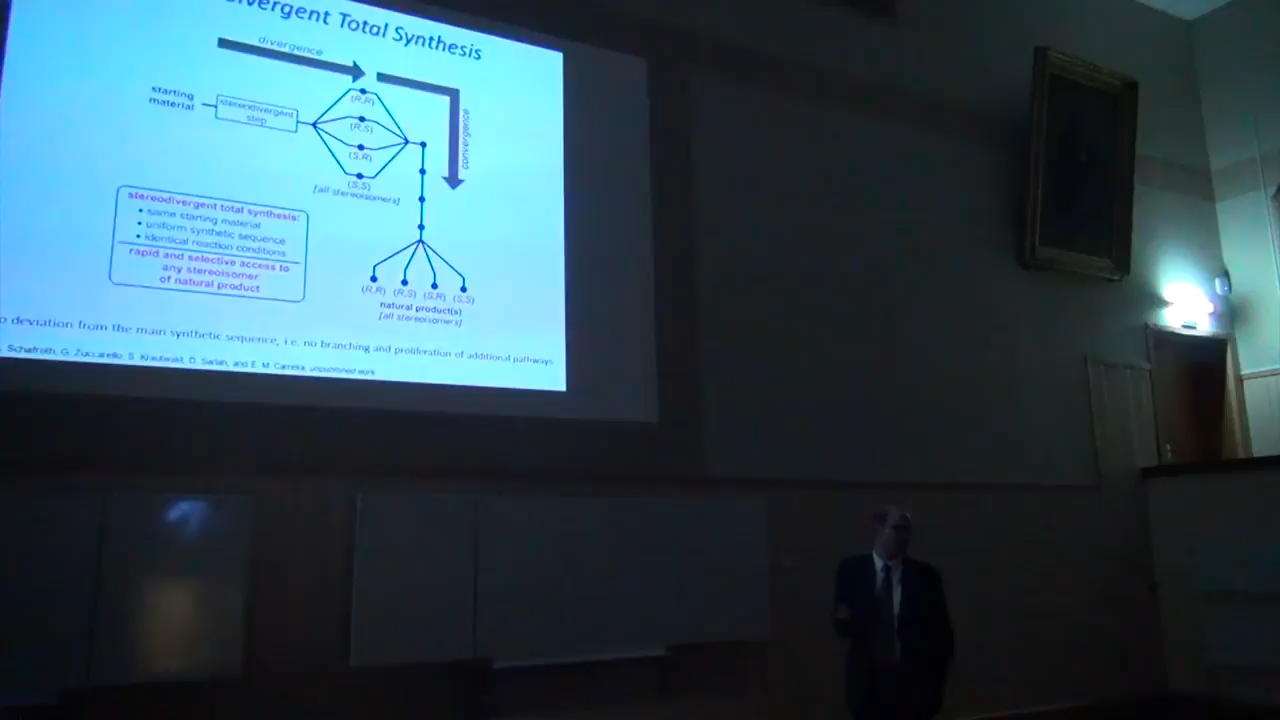 ivergent Total Synthesis
divergence
convergence
starting
material
stereodivergent
step
(R,R)
(R,S)
(S,R)
(S,S)
[all stereoisomers]
stereodivergent total synthesis:
• same starting material
• uniform synthetic sequence
• identical reaction conditions
rapid and selective access to
any stereoisomer
of natural product
(R,R) (R,S) (S,R) (S,S)
natural product(s)
[all stereoisomers]
o deviation from the main synthetic sequence, i.e. no branching and proliferation of additional pathways
Schafroth, G. Zuccarello, S. Krautwald, D. Sarlah, and E. M. Carreira, unpublished work